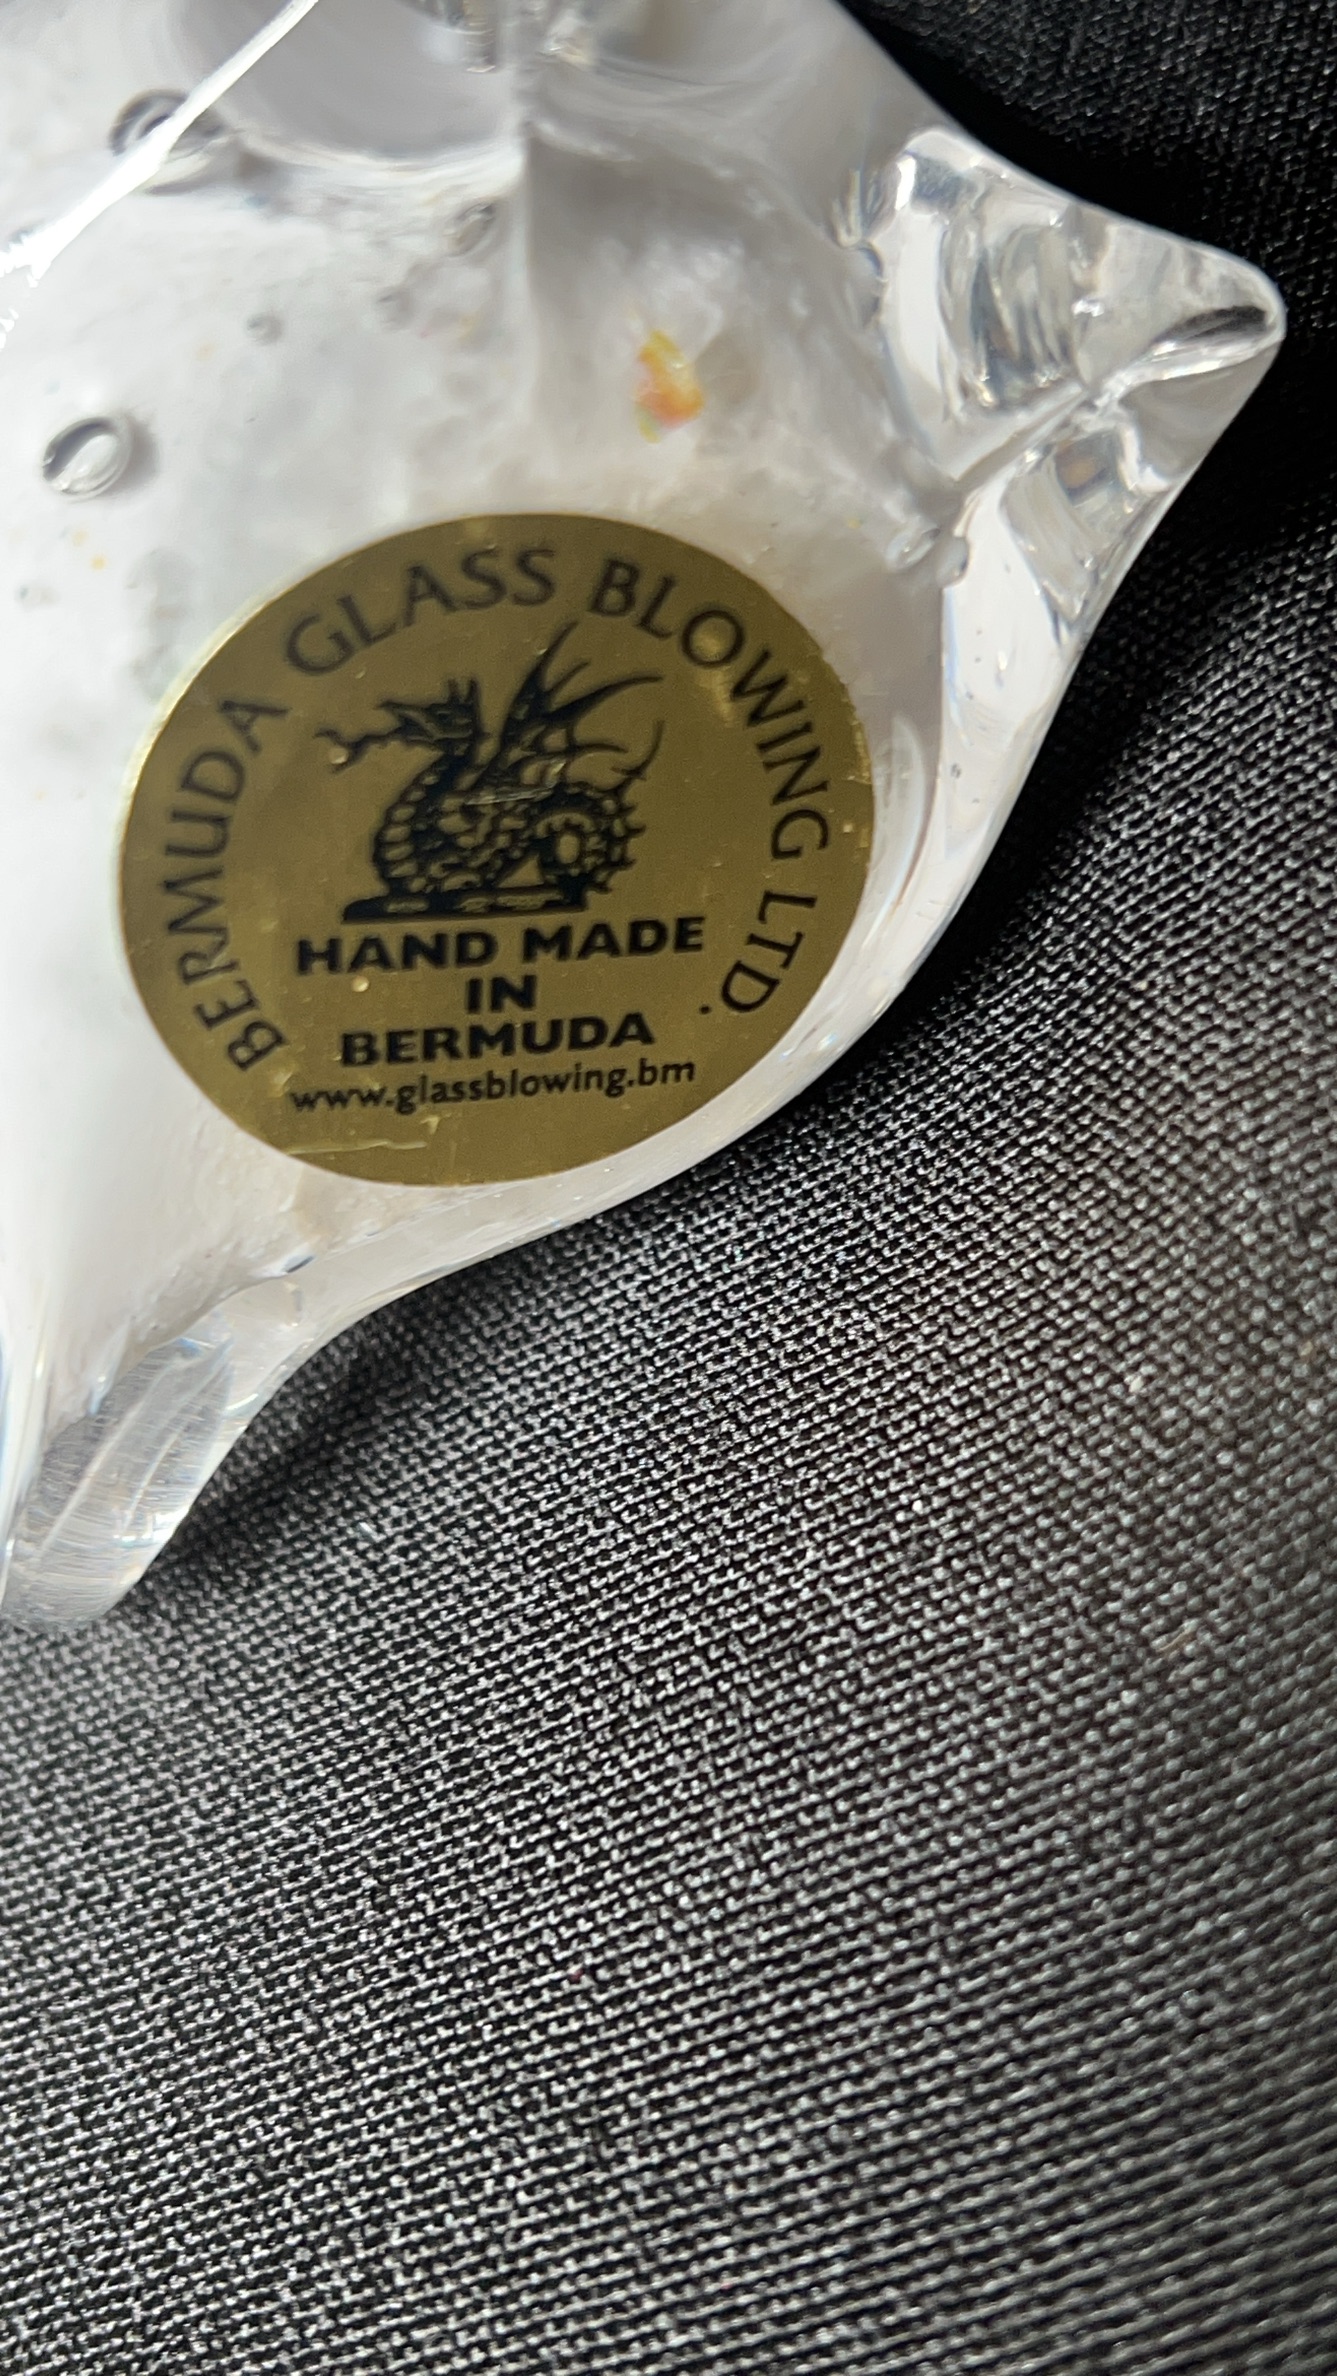 BERMUDA GLASS BLOWING LTD.
HAND MADE
IN
BERMUDA
www.glassblowing.bm